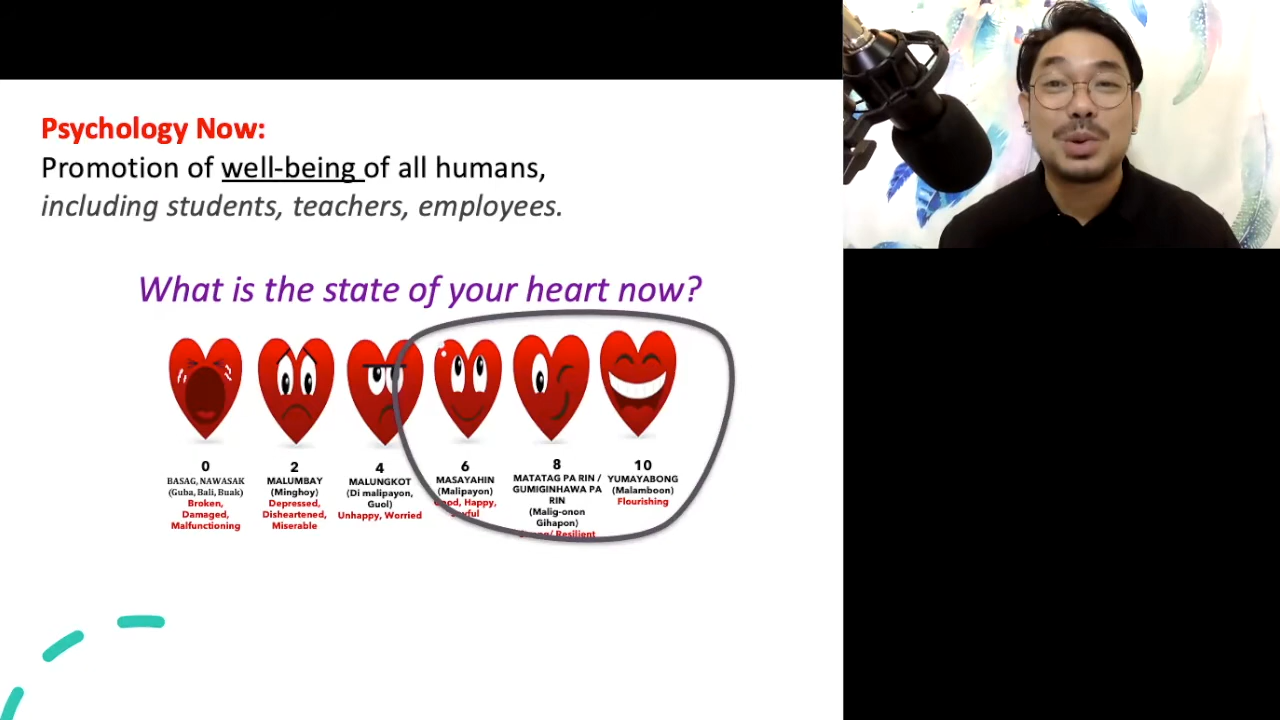 Psychology Now:
Promotion of well-being of all humans,
including students, teachers, employees.
What is the state of your heart now?
0
BASAG, NAWASAK
(Guba, Bali, Buak)
Broken,
Damaged,
Malfunctioning
2
MALUMBAY
(Minghoy)
Depressed,
Disheartened,
Miserable
4
MALUNGKOT
(Di malipayon,
Guol)
Unhappy, Worried
6
MASAYAHIN
(Malipayon)
Good, Happy,
Joyful
8
MATATAG PA RIN /
GUMIGINHAWA PA
RIN
(Malig-onon
Gihapon)
Strong/ Resilient
10
YUMAYABONG
(Malamboon)
Flourishing